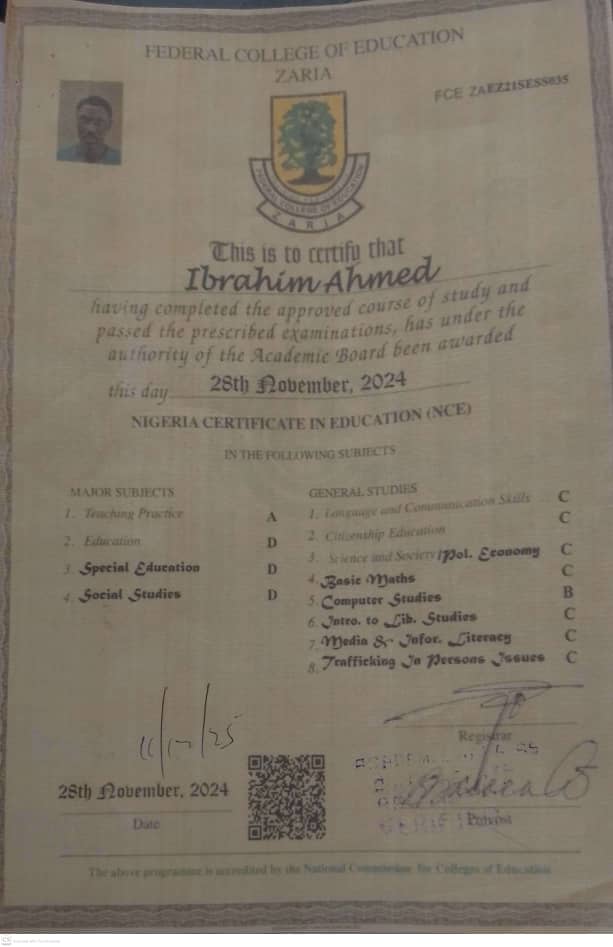 FEDERAL COLLEGE OF EDUCATION
ZARIA
FCE ZAEZ21SESS035
FEDERAL COLLEGE OF EDUCATION
ZARIA
This is to certify that
Ibrahim Ahmed
having completed the approved course of study and
passed the prescribed examinations, has under the
authority of the Academic Board been awarded
this day 28th November, 2024
NIGERIA CERTIFICATE IN EDUCATION (NCE)
IN THE FOLLOWING SUBJECTS
MAJOR SUBJECTS
1. Teaching Practice A
2. Education D
3. Special Education D
4. Social Studies D
GENERAL STUDIES
1. Language and Communication Skills C
2. Citizenship Education C
3. Science and Society/Pol. Economy C
4. Basic Maths C
5. Computer Studies B
6. Intro. to Lib. Studies C
7. Media & Infor. Literacy C
8. Trafficking In Persons Issues C
Registrar
28th November, 2024
Date
Provost
The above programme is accredited by the National Commission for Colleges of Education
CS